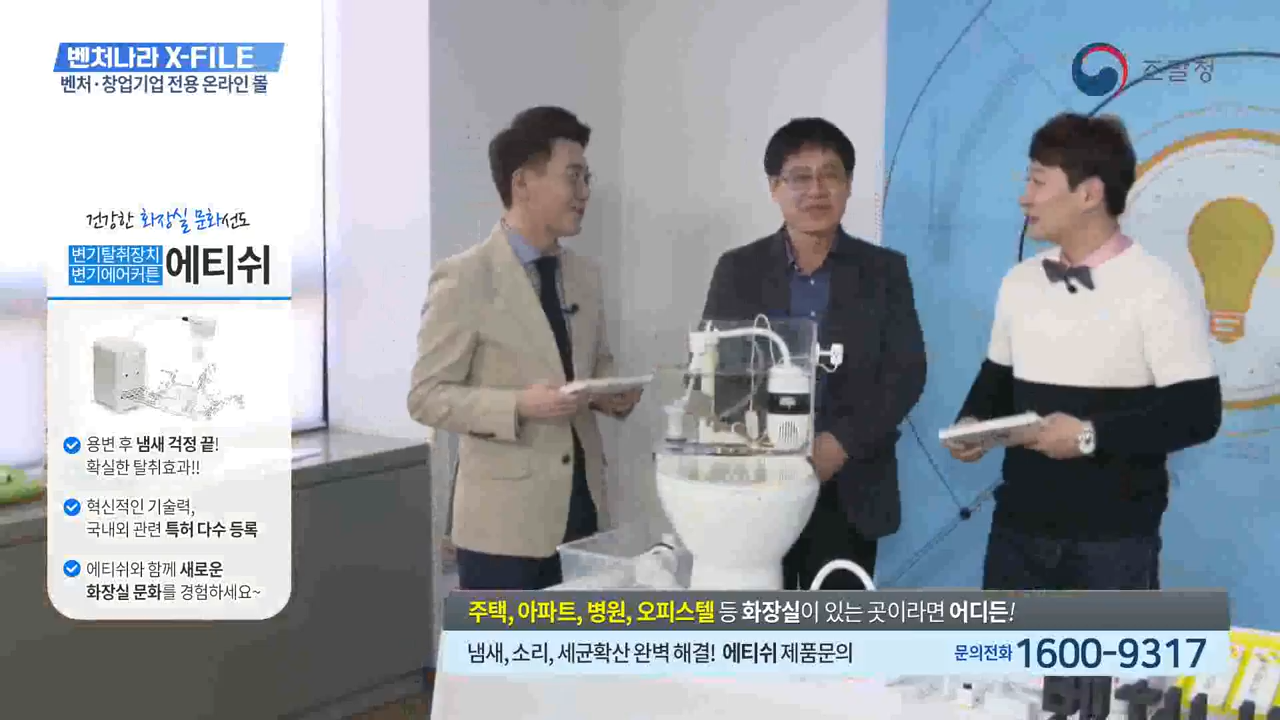 벤처나라 X-FILE
벤처·창업기업 전용 온라인 몰
조달청
건강한 화장실 문화선도
변기탈취장치
변기에어커튼
에티쉬
용변 후 냄새 걱정 끝!
확실한 탈취효과!!
혁신적인 기술력,
국내외 관련 특허 다수 등록
에티쉬와 함께 새로운
화장실 문화를 경험하세요~
주택, 아파트, 병원, 오피스텔 등 화장실이 있는 곳이라면 어디든!
냄새, 소리, 세균확산 완벽 해결! 에티쉬 제품문의
문의전화 1600-9317